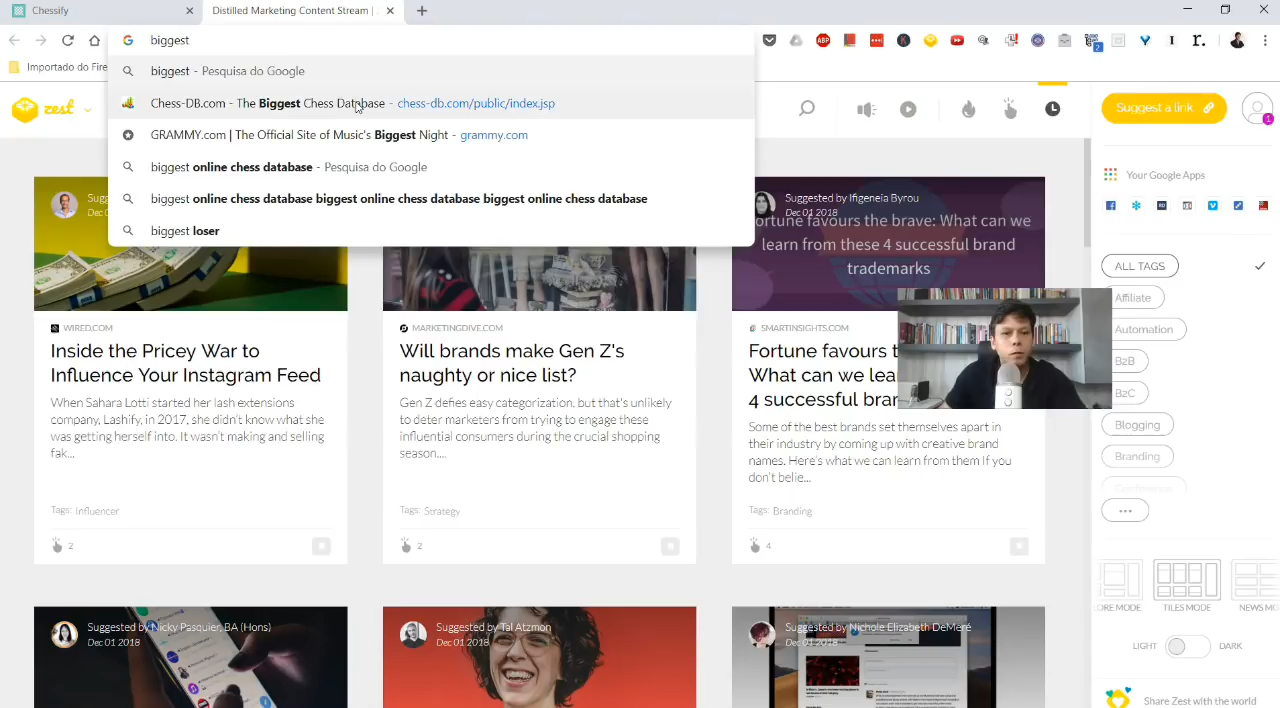 Chessify
Distilled Marketing Content Stream |
biggest
Importado do Fire
biggest - Pesquisa do Google
Chess-DB.com - The Biggest Chess Database - chess-db.com/public/index.jsp
GRAMMY.com | The Official Site of Music's Biggest Night - grammy.com
biggest online chess database - Pesquisa do Google
biggest online chess database biggest online chess database biggest online chess database
biggest loser
zest
Suggest a link
1
2
ABP
Your Google Apps
ALL TAGS
Affiliate
Automation
B2B
B2C
Blogging
Branding
Conference
Sugg
Dec 0
Suggested by Ifigeneia Byrou
Dec 01 2018
Fortune favours the brave: What can we
learn from these 4 successful brand
trademarks
WIRED.COM
Inside the Pricey War to
Influence Your Instagram Feed
When Sahara Lotti started her lash extensions
company, Lashify, in 2017, she didn't know what she
was getting herself into. It wasn't making and selling
fak...
Tags: Influencer
2
MARKETINGDIVE.COM
Will brands make Gen Z's
naughty or nice list?
Gen Z defies easy categorization, but that's unlikely
to deter marketers from trying to engage these
influential consumers during the crucial shopping
season....
Tags: Strategy
2
SMARTINSIGHTS.COM
Fortune favours t
What can we lea
4 successful brar
Some of the best brands set themselves apart in
their industry by coming up with creative brand
names. Here's what we can learn from them If you
don't belie...
Tags: Branding
4
Suggested by Nicky Pasquier, BA (Hons)
Dec 01 2018
Suggested by Tal Atzmon
Dec 01 2018
Suggested by Nichole Elizabeth DeMeré
Dec 01 2018
ORE MODE
TILES MODE
NEWS MO
LIGHT
DARK
Share Zest with the world